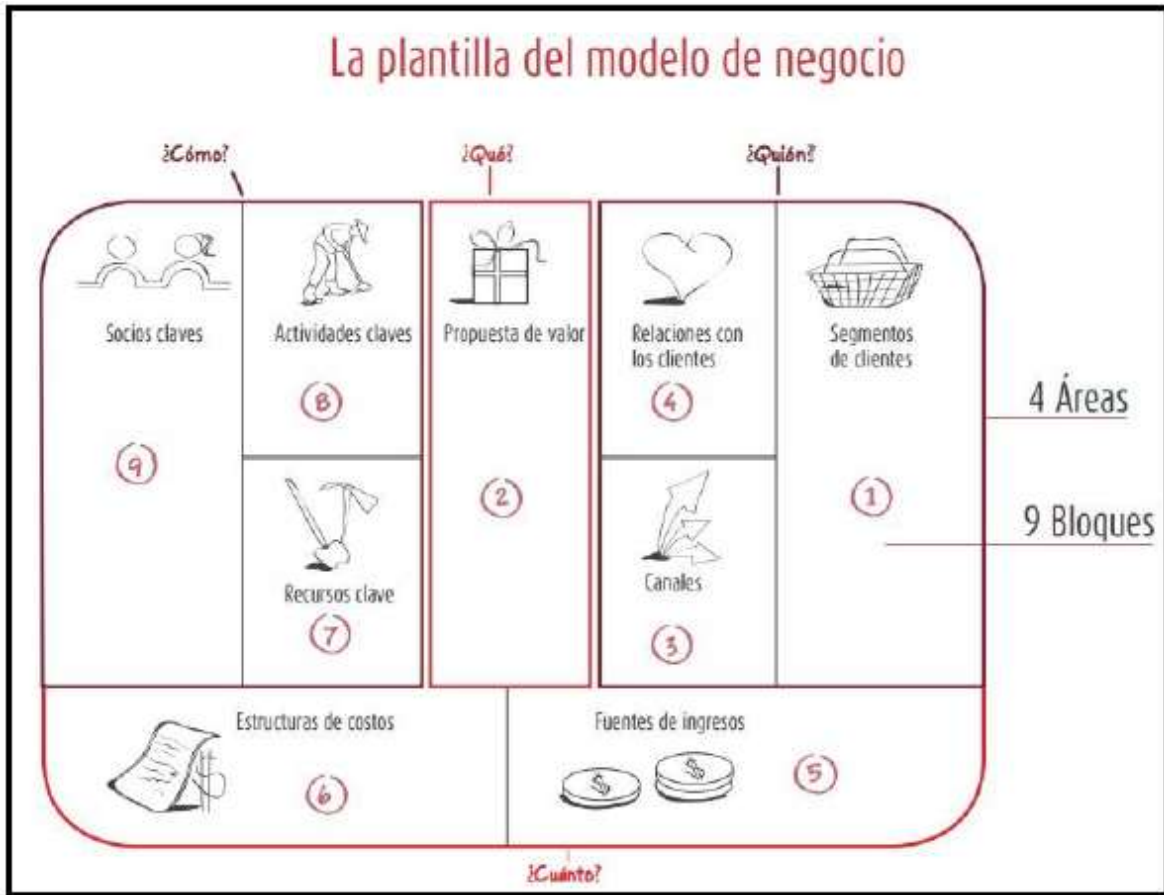 La plantilla del modelo de negocio
¿Cómo?
¿Qué?
¿Quién?
Socios claves
Actividades claves
Propuesta de valor
Relaciones con
los clientes
Segmentos
de clientes
8
4
4 Áreas
9
2
1
9 Bloques
Recursos clave
Canales
7
3
Estructuras de costos
Fuentes de ingresos
$
$
6
5
¿Cuánto?